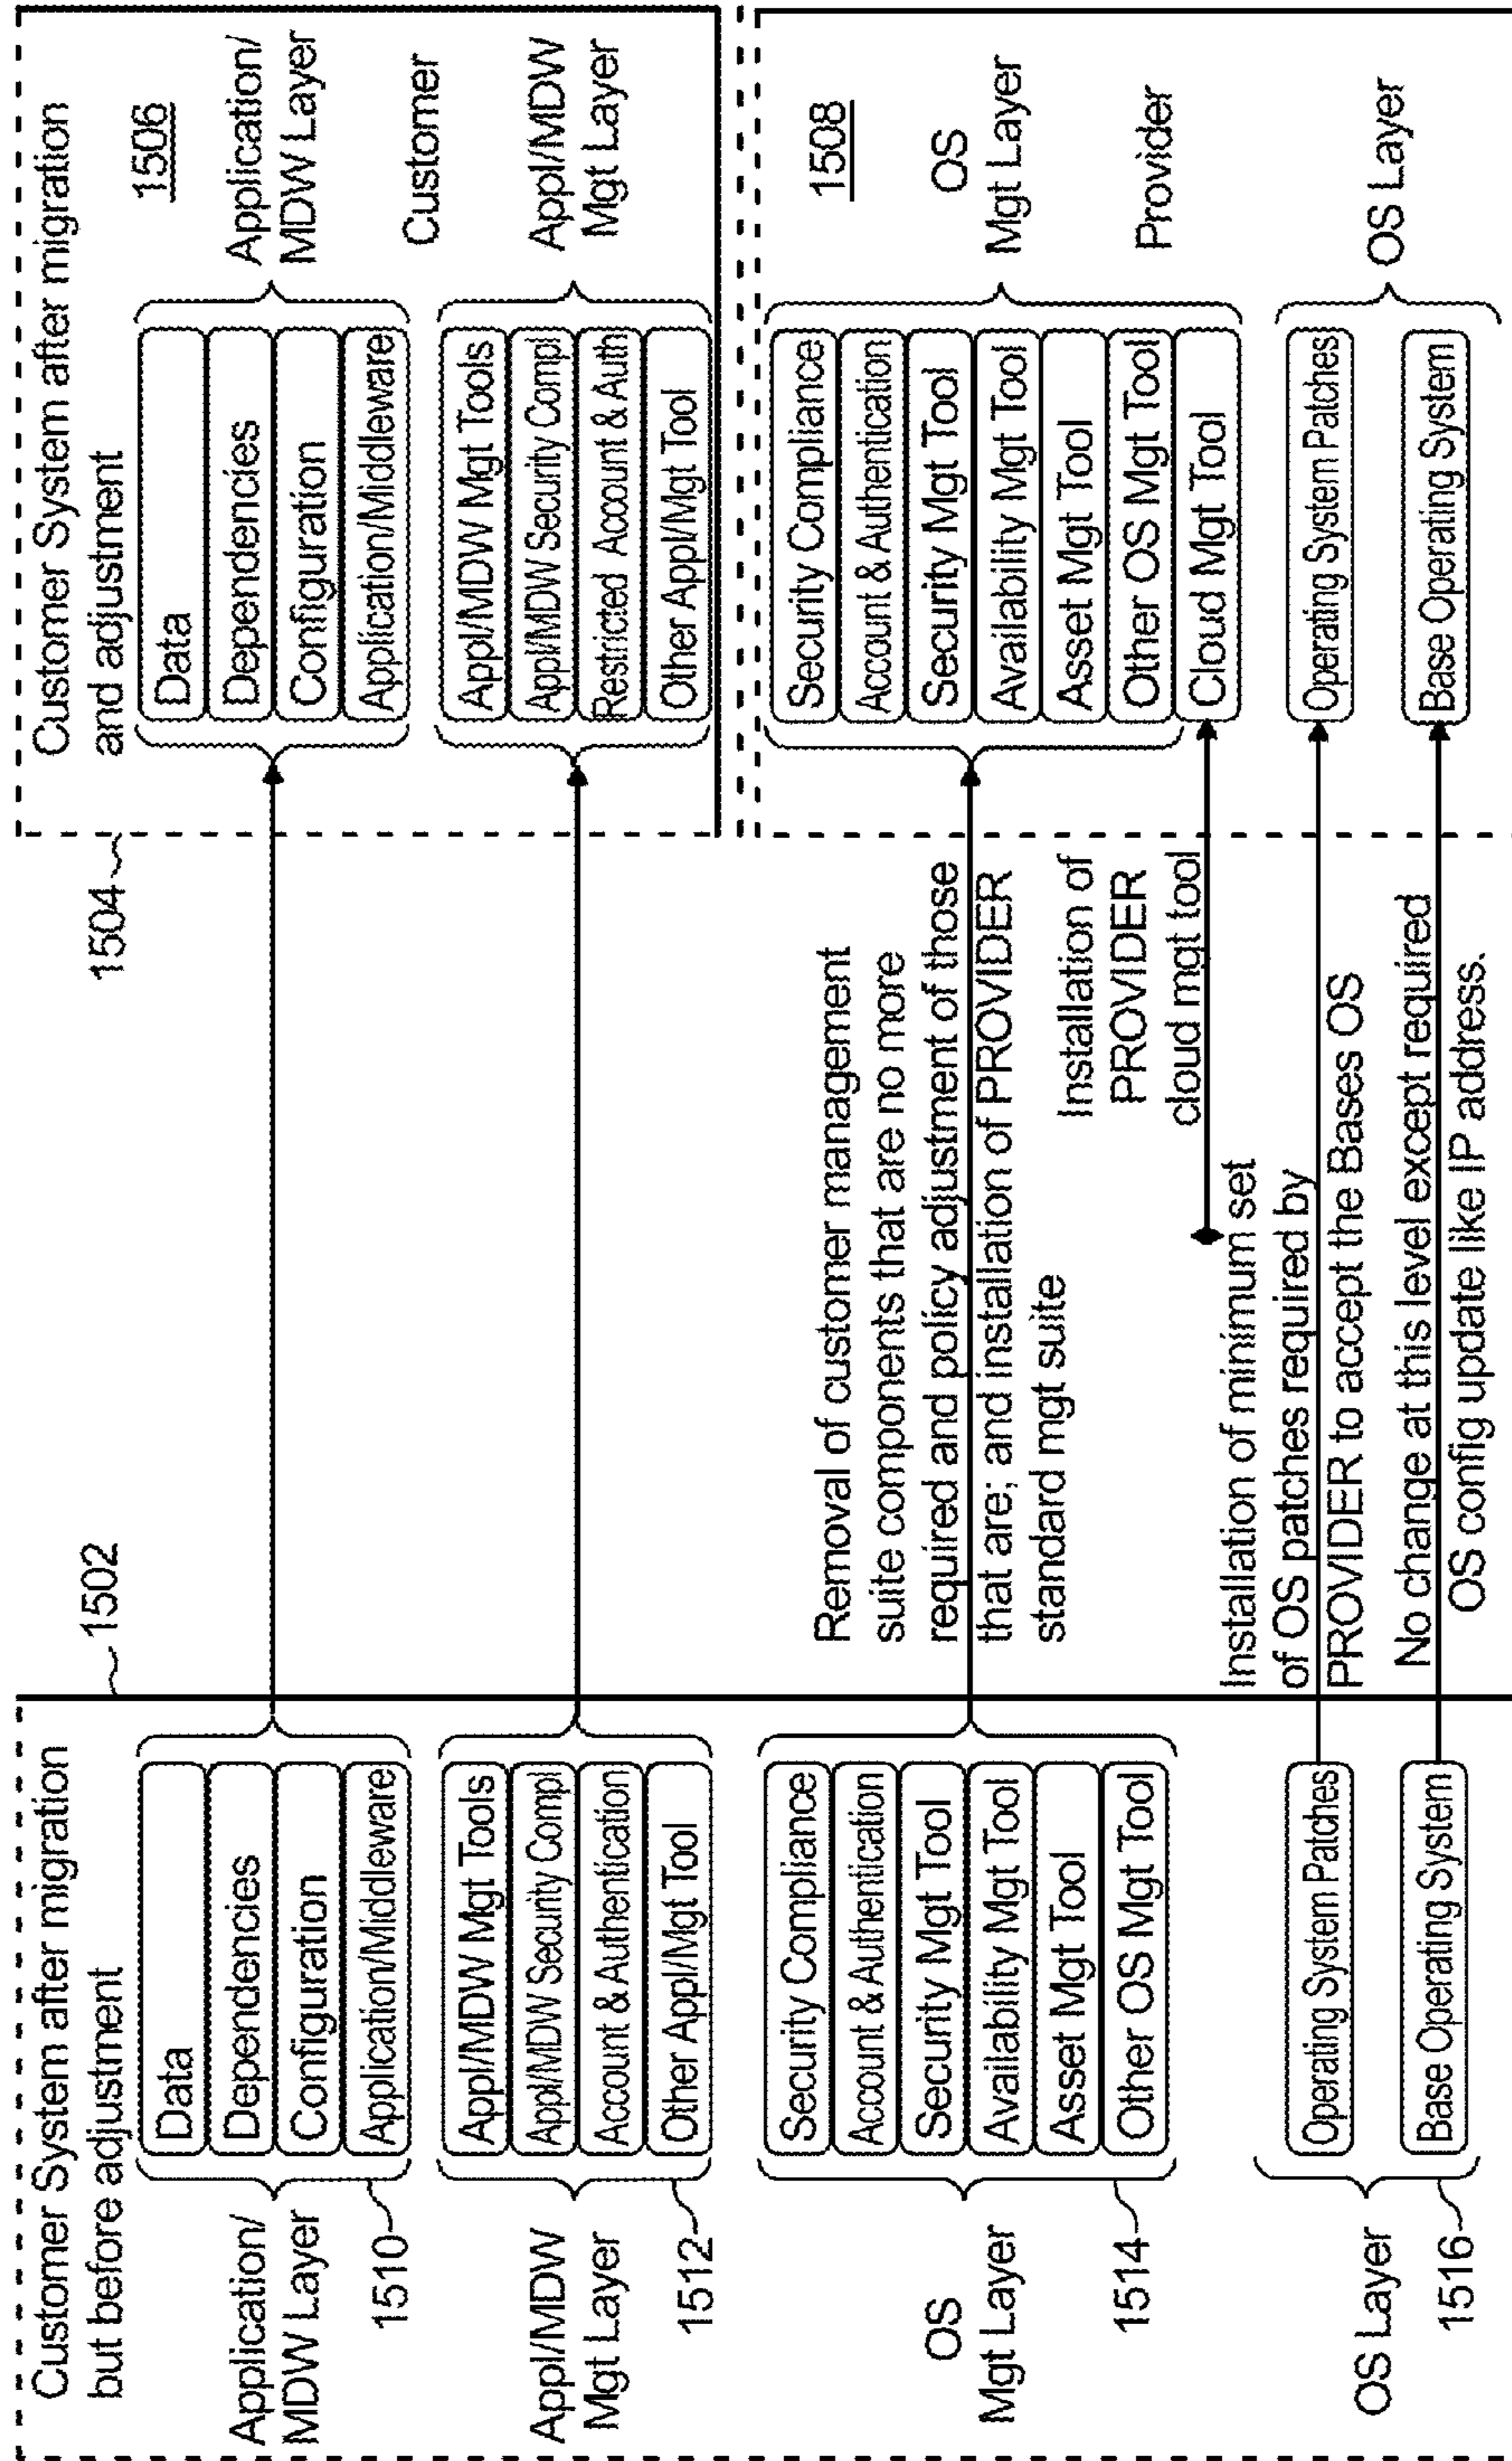 Customer System after migration
but before adjustment
Application/
MDW Layer
1510
Data
Dependencies
Configuration
Application/Middleware
Appl/MDW
Mgt Layer
1512
Appl/MDW Mgt Tools
Appl/MDW Security Compl
Account & Authentication
Other Appl/Mgt Tool
OS
Mgt Layer
1514
Security Compliance
Account & Authentication
Security Mgt Tool
Availability Mgt Tool
Asset Mgt Tool
Other OS Mgt Tool
OS Layer
1516
Operating System Patches
Base Operating System
1502
Removal of customer management
suite components that are no more
required and policy adjustment of those
that are; and installation of PROVIDER
standard mgt suite
Installation of
PROVIDER
cloud mgt tool
Installation of minimum set
of OS patches required by
PROVIDER to accept the Bases OS
No change at this level except required
OS config update like IP address.
1504
Customer System after migration
and adjustment
1506
Data
Dependencies
Configuration
Application/Middleware
Application/
MDW Layer
Customer
Appl/MDW Mgt Tools
Appl/MDW Security Compl
Restricted Account & Auth
Other Appl/Mgt Tool
Appl/MDW
Mgt Layer
1508
Security Compliance
Account & Authentication
Security Mgt Tool
Availability Mgt Tool
Asset Mgt Tool
Other OS Mgt Tool
Cloud Mgt Tool
OS
Mgt Layer
Provider
Operating System Patches
Base Operating System
OS Layer